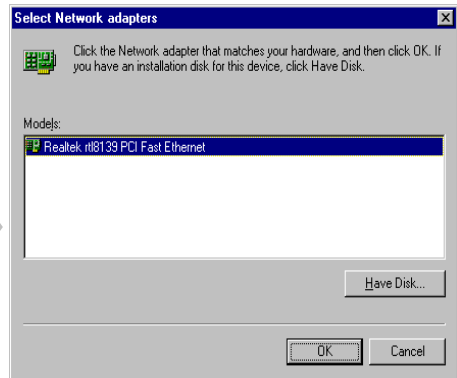 Select Network adapters
Click the Network adapter that matches your hardware, and then click OK. If
you have an installation disk for this device, click Have Disk.
Models:
Realtek rtl8139 PCI Fast Ethernet
Have Disk...
OK
Cancel